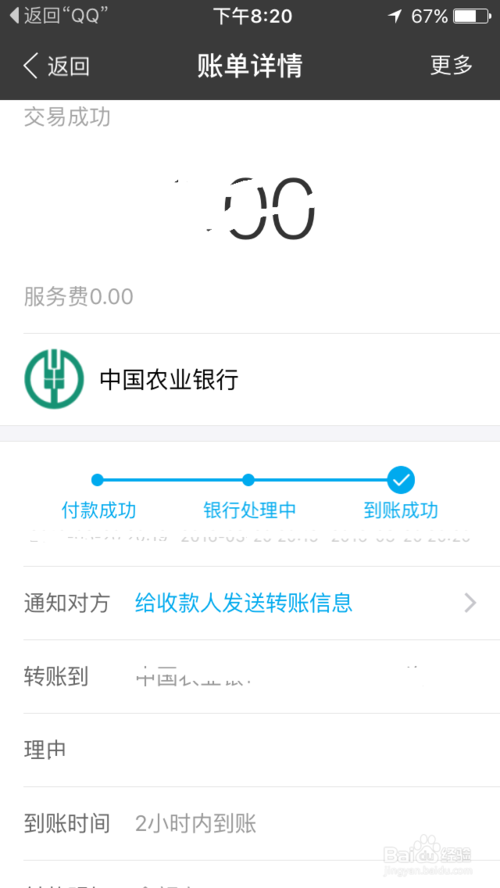 返回“QQ”
下午8:20
67%
返回
账单详情
更多
交易成功
00
服务费0.00
中国农业银行
付款成功
银行处理中
到账成功
通知对方
给收款人发送转账信息
转账到
中国农业银行
理由
到账时间
2小时内到账
Baidu经验
jingyan.baidu.com